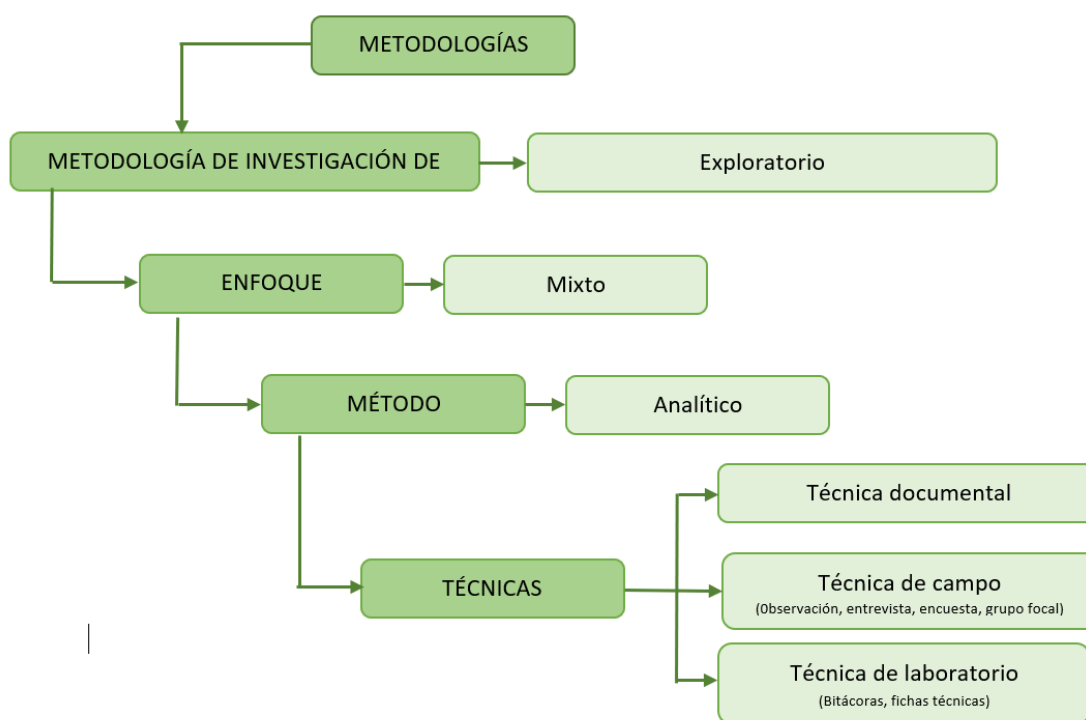 METODOLOGÍAS
METODOLOGÍA DE INVESTIGACIÓN DE
Exploratorio
ENFOQUE
Mixto
MÉTODO
Analítico
Técnica documental
TÉCNICAS
Técnica de campo
(Observación, entrevista, encuesta, grupo focal)
Técnica de laboratorio
(Bitácoras, fichas técnicas)